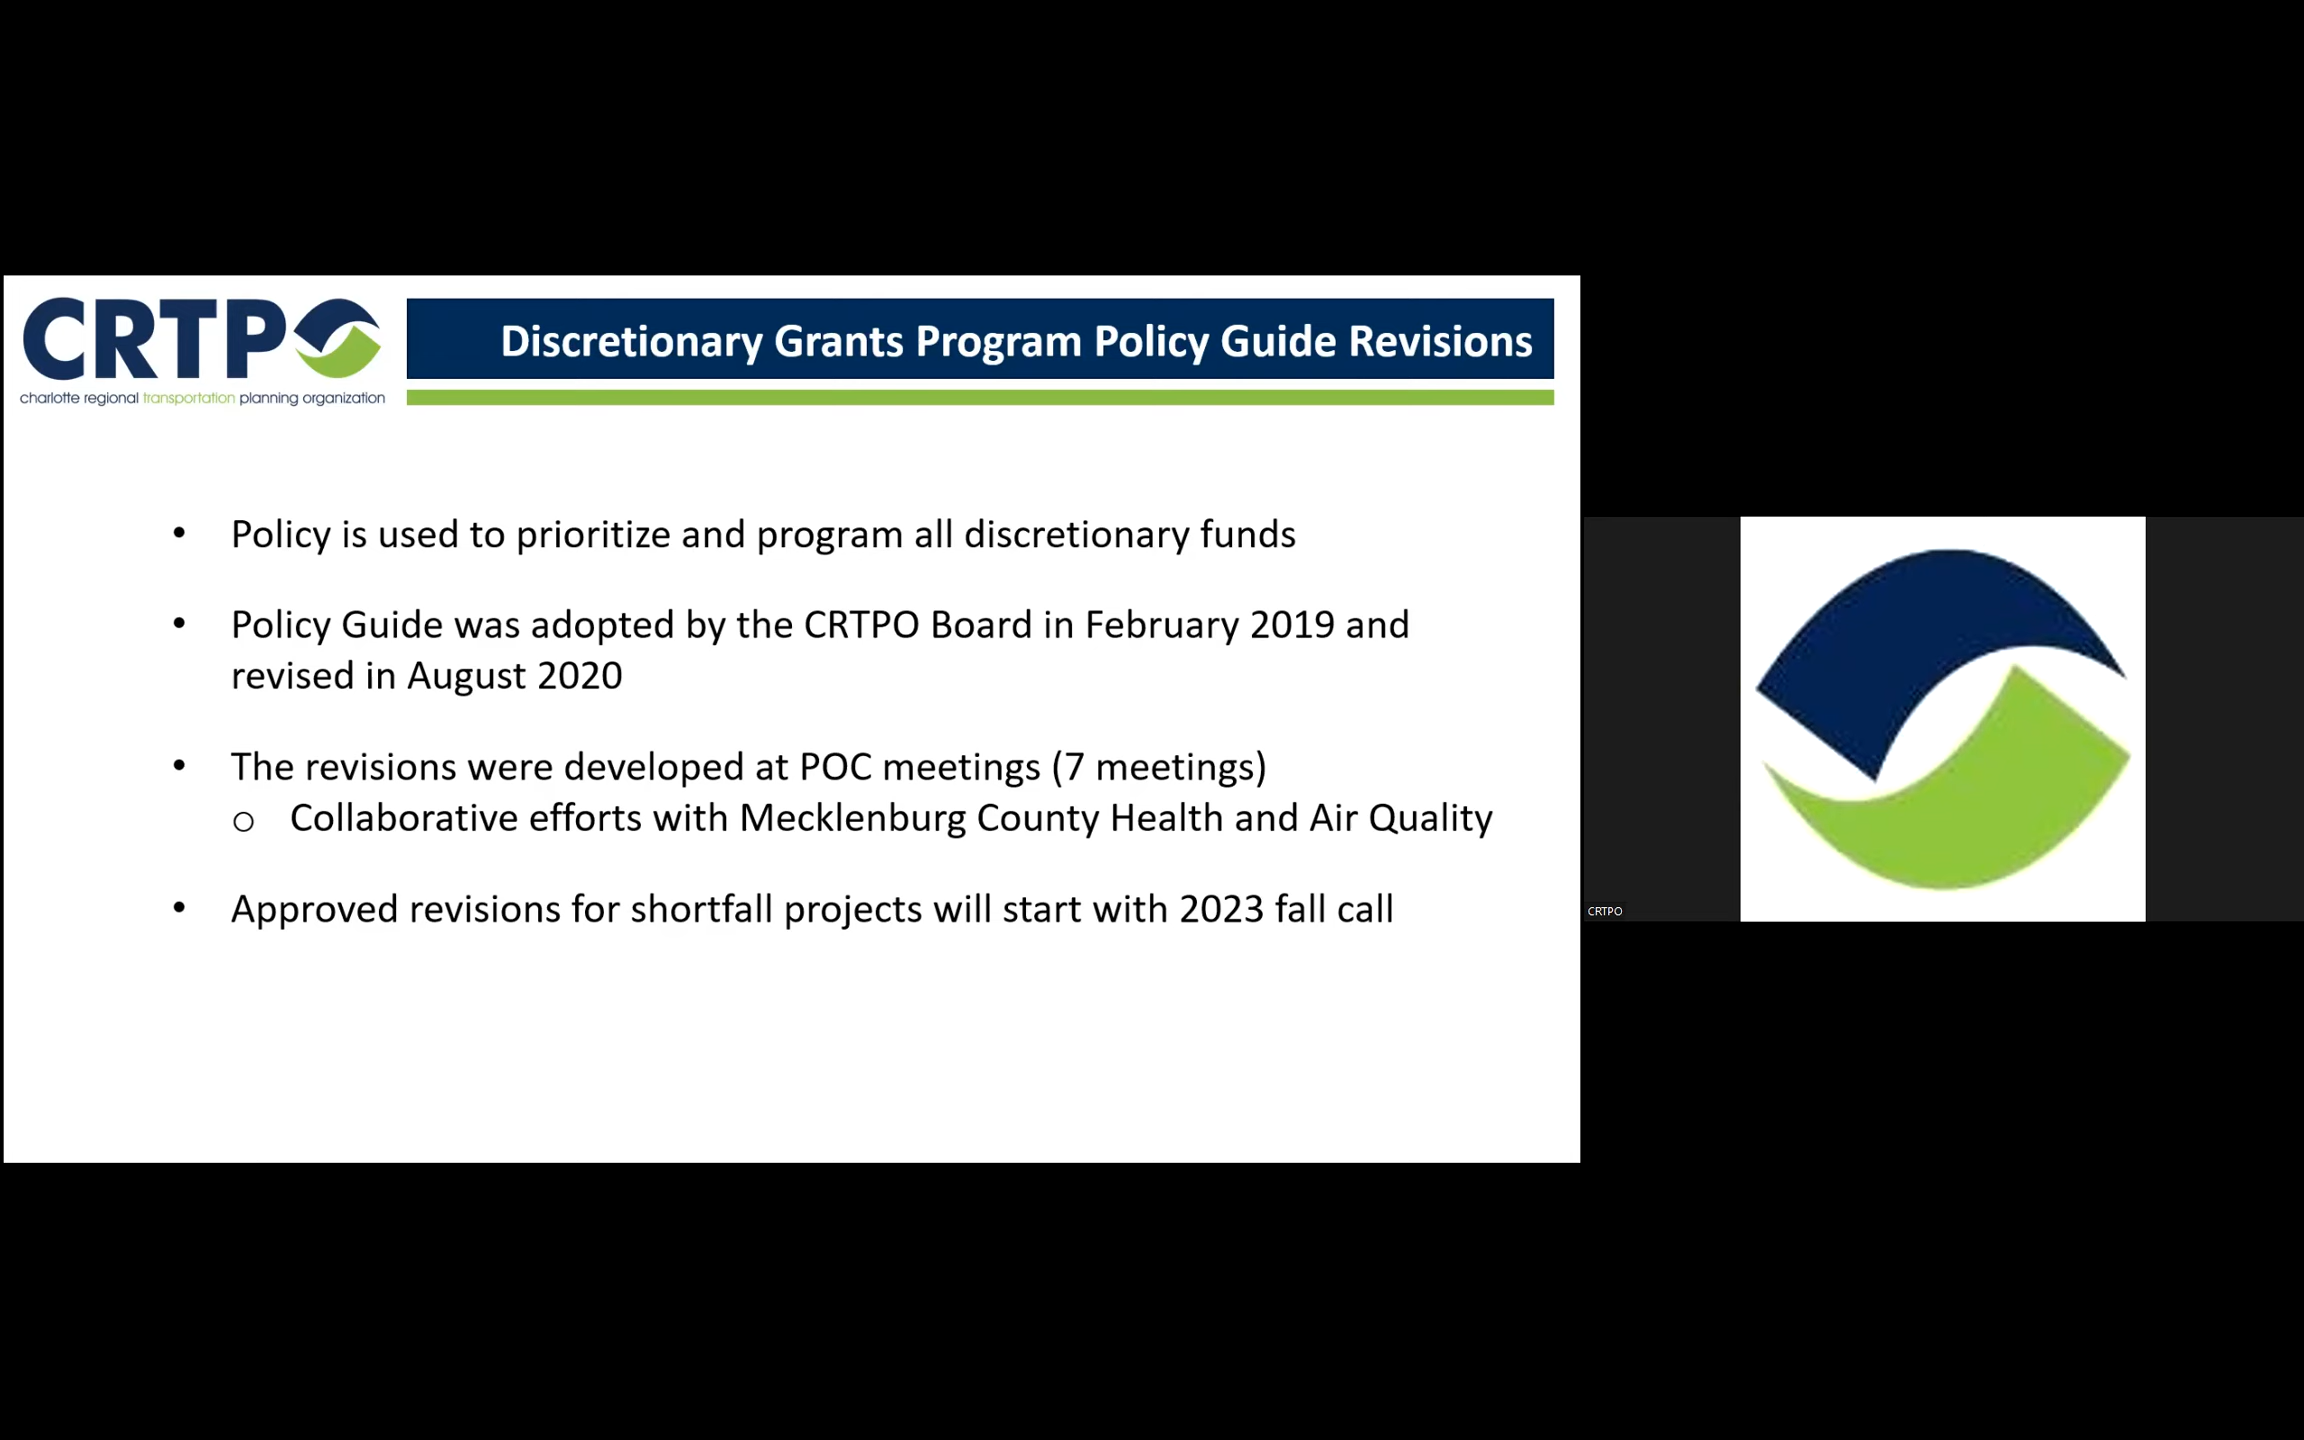 CRTPO
charlotte regional transportation planning organization
Discretionary Grants Program Policy Guide Revisions
• Policy is used to prioritize and program all discretionary funds
• Policy Guide was adopted by the CRTPO Board in February 2019 and
revised in August 2020
• The revisions were developed at POC meetings (7 meetings)
o Collaborative efforts with Mecklenburg County Health and Air Quality
• Approved revisions for shortfall projects will start with 2023 fall call
CRTPO